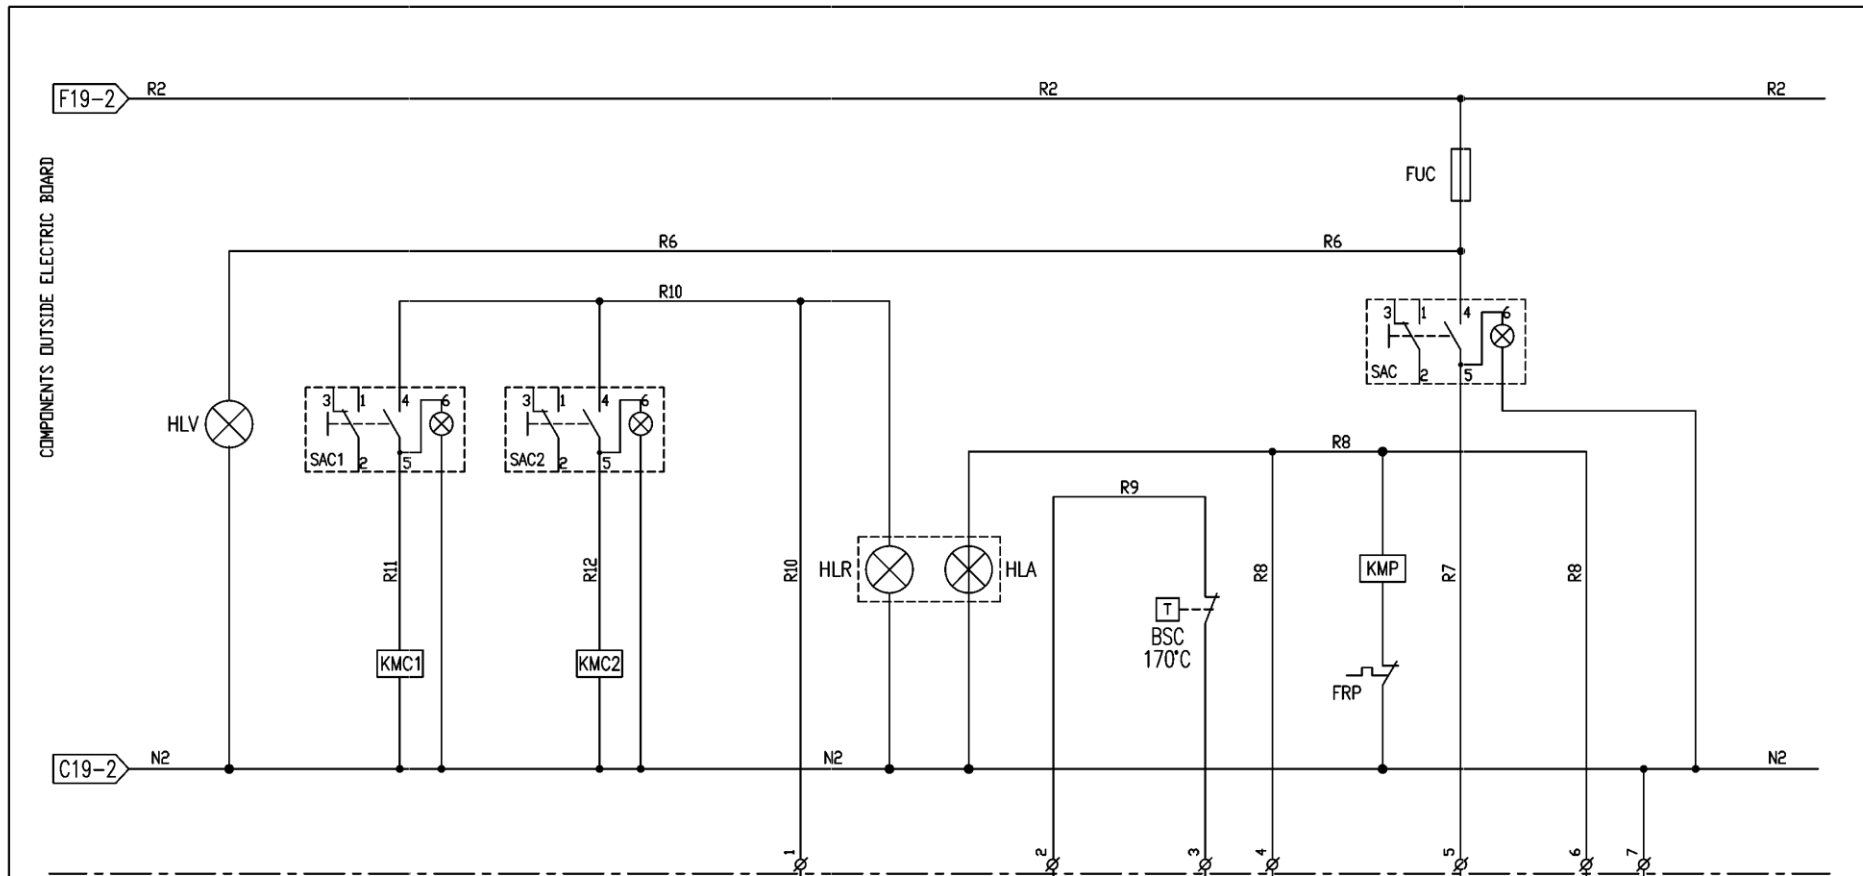 F19-2 R2 R2 R2
COMPONENTS OUTSIDE ELECTRIC BOARD
FUC
R6 R6
R10
3 1 4 6
SAC 2 5
3 1 4 6 3 1 4 6
HLV
SAC1 2 5 SAC2 2 5
R8
R9
R11 R12 R10 HLR HLA R8 KMP R7 R8
T
BSC
170°C
KMC1 KMC2
FRP
C19-2 N2 N2 N2
1 2 3 4 5 6 7